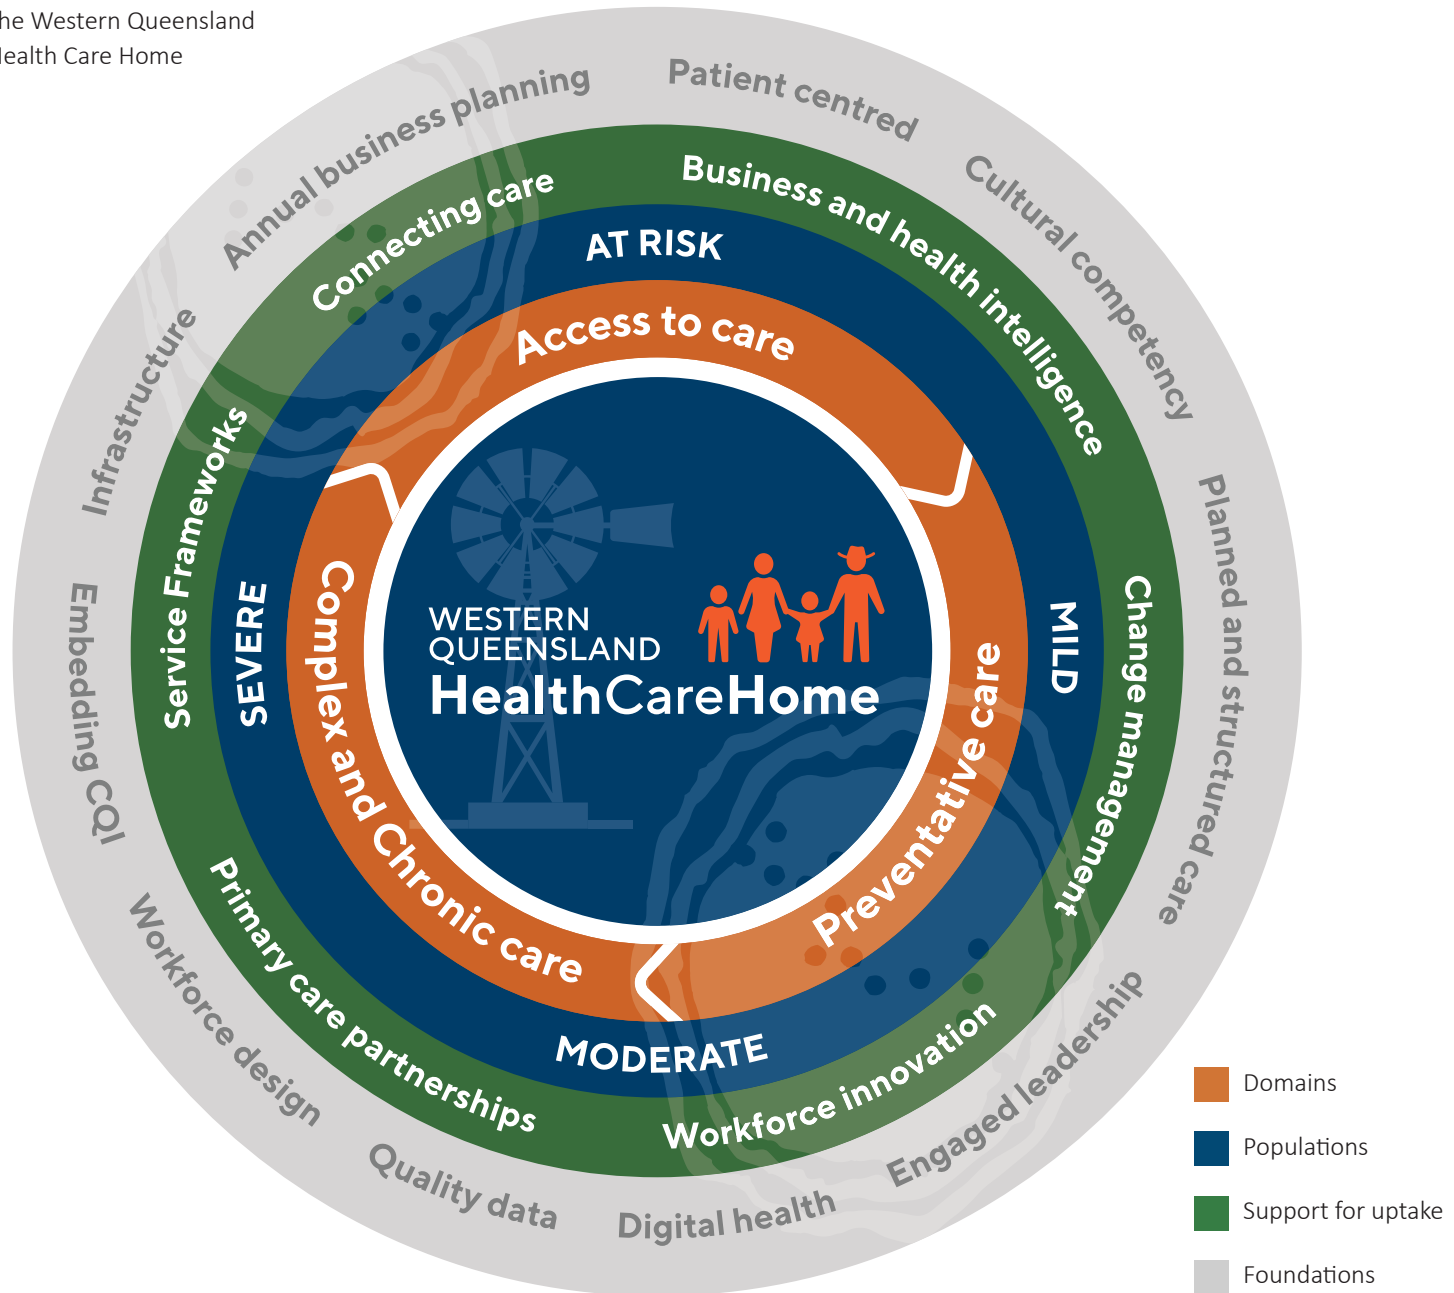 he Western Queensland
Health Care Home
Patient centred
Cultural competency
Planned and structured care
Engaged leadership
Digital health
Quality data
Workforce design
Embedding CQI
Infrastructure
Annual business planning
Business and health intelligence
Change management
Workforce innovation
Primary care partnerships
Service Frameworks
Connecting care
AT RISK
MILD
MODERATE
SEVERE
Access to care
Preventative care
Complex and Chronic care
WESTERN
QUEENSLAND
HealthCareHome
Domains
Populations
Support for uptake
Foundations